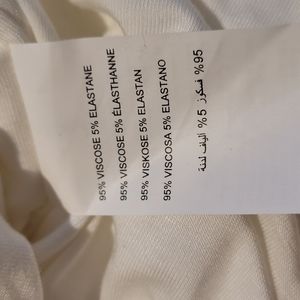 95% VISCOSE 5% ELASTANE
95% VISCOSE 5% ÉLASTHANNE
95% VISKOSE 5% ELASTAN
95% VISCOSA 5% ELASTANO
95% فسكوز 5% الياف لدنة